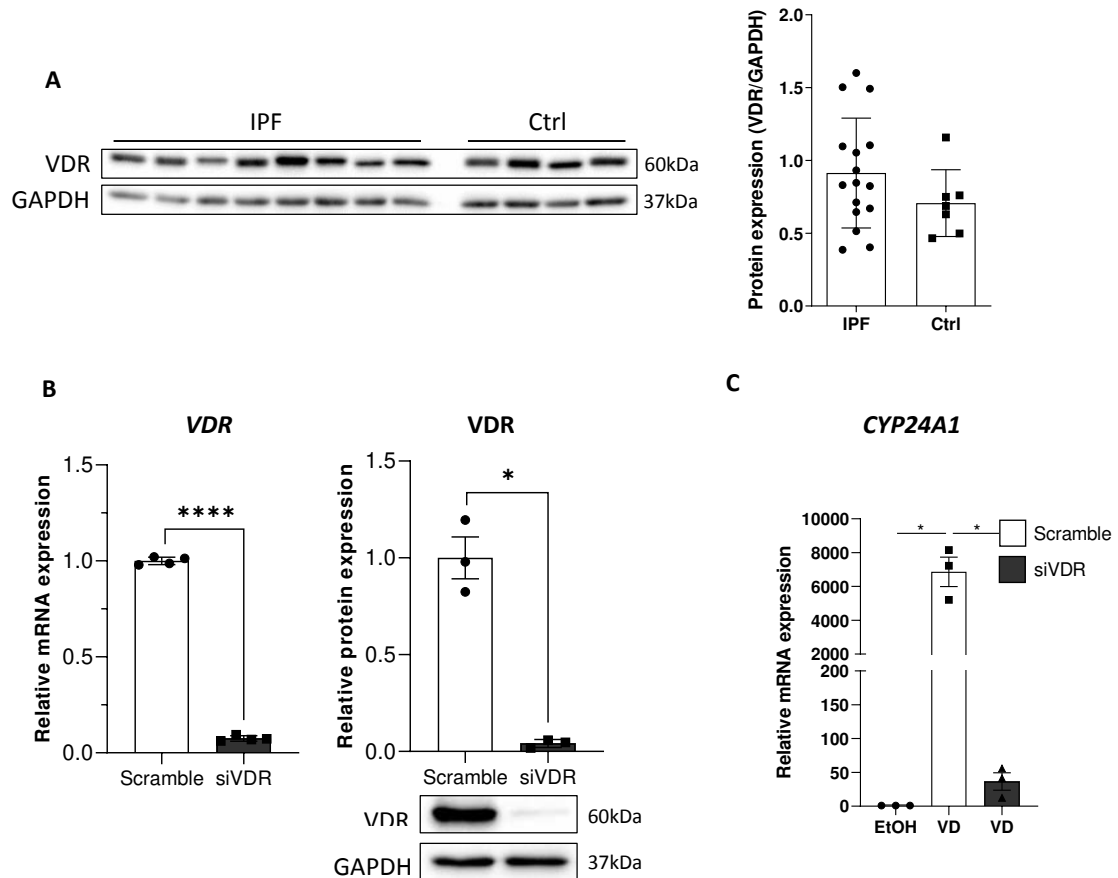 A
IPF Ctrl
VDR 60kDa
GAPDH 37kDa
Protein expression (VDR/GAPDH)
2.0
1.5
1.0
0.5
0.0
IPF Ctrl
B
VDR
Relative mRNA expression
1.5
1.0
0.5
0.0
****
Scramble siVDR
VDR
Relative protein expression
1.5
1.0
0.5
0.0
*
Scramble siVDR
VDR 60kDa
GAPDH 37kDa
C
CYP24A1
Relative mRNA expression
10000
8000
6000
4000
2000
200
150
100
50
0
* *
EtOH VD VD
Scramble
siVDR